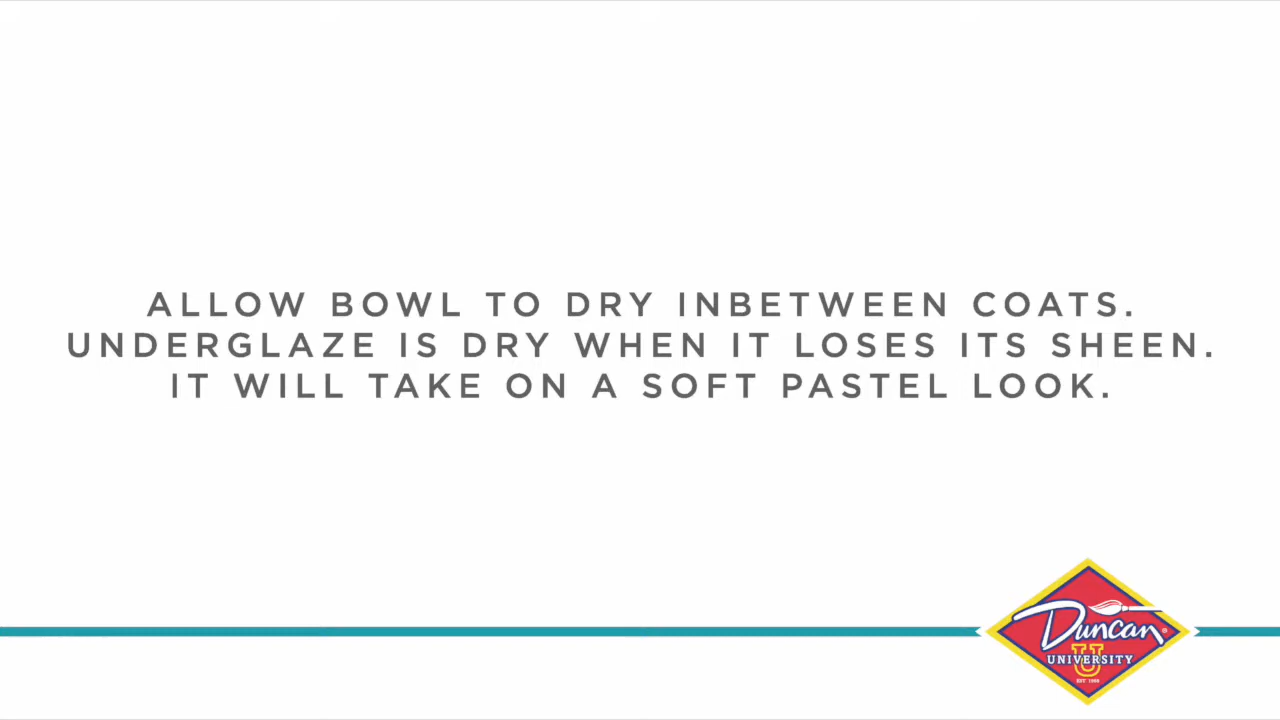 ALLOW BOWL TO DRY INBETWEEN COATS.
UNDERGLAZE IS DRY WHEN IT LOSES ITS SHEEN.
IT WILL TAKE ON A SOFT PASTEL LOOK.
Duncan®
UNIVERSITY
U